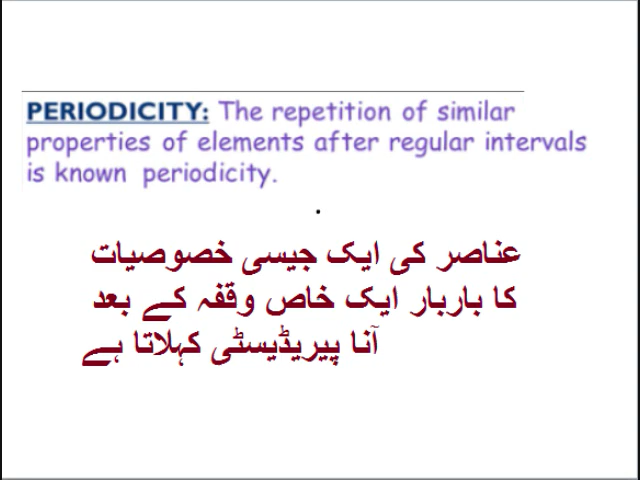 PERIODICITY: The repetition of similar
properties of elements after regular intervals
is known periodicity.
.
عناصر کی ایک جیسی خصوصیات
کا باربار ایک خاص وقفہ کے بعد
آنا پیریڈیسٹی کہلاتا ہے